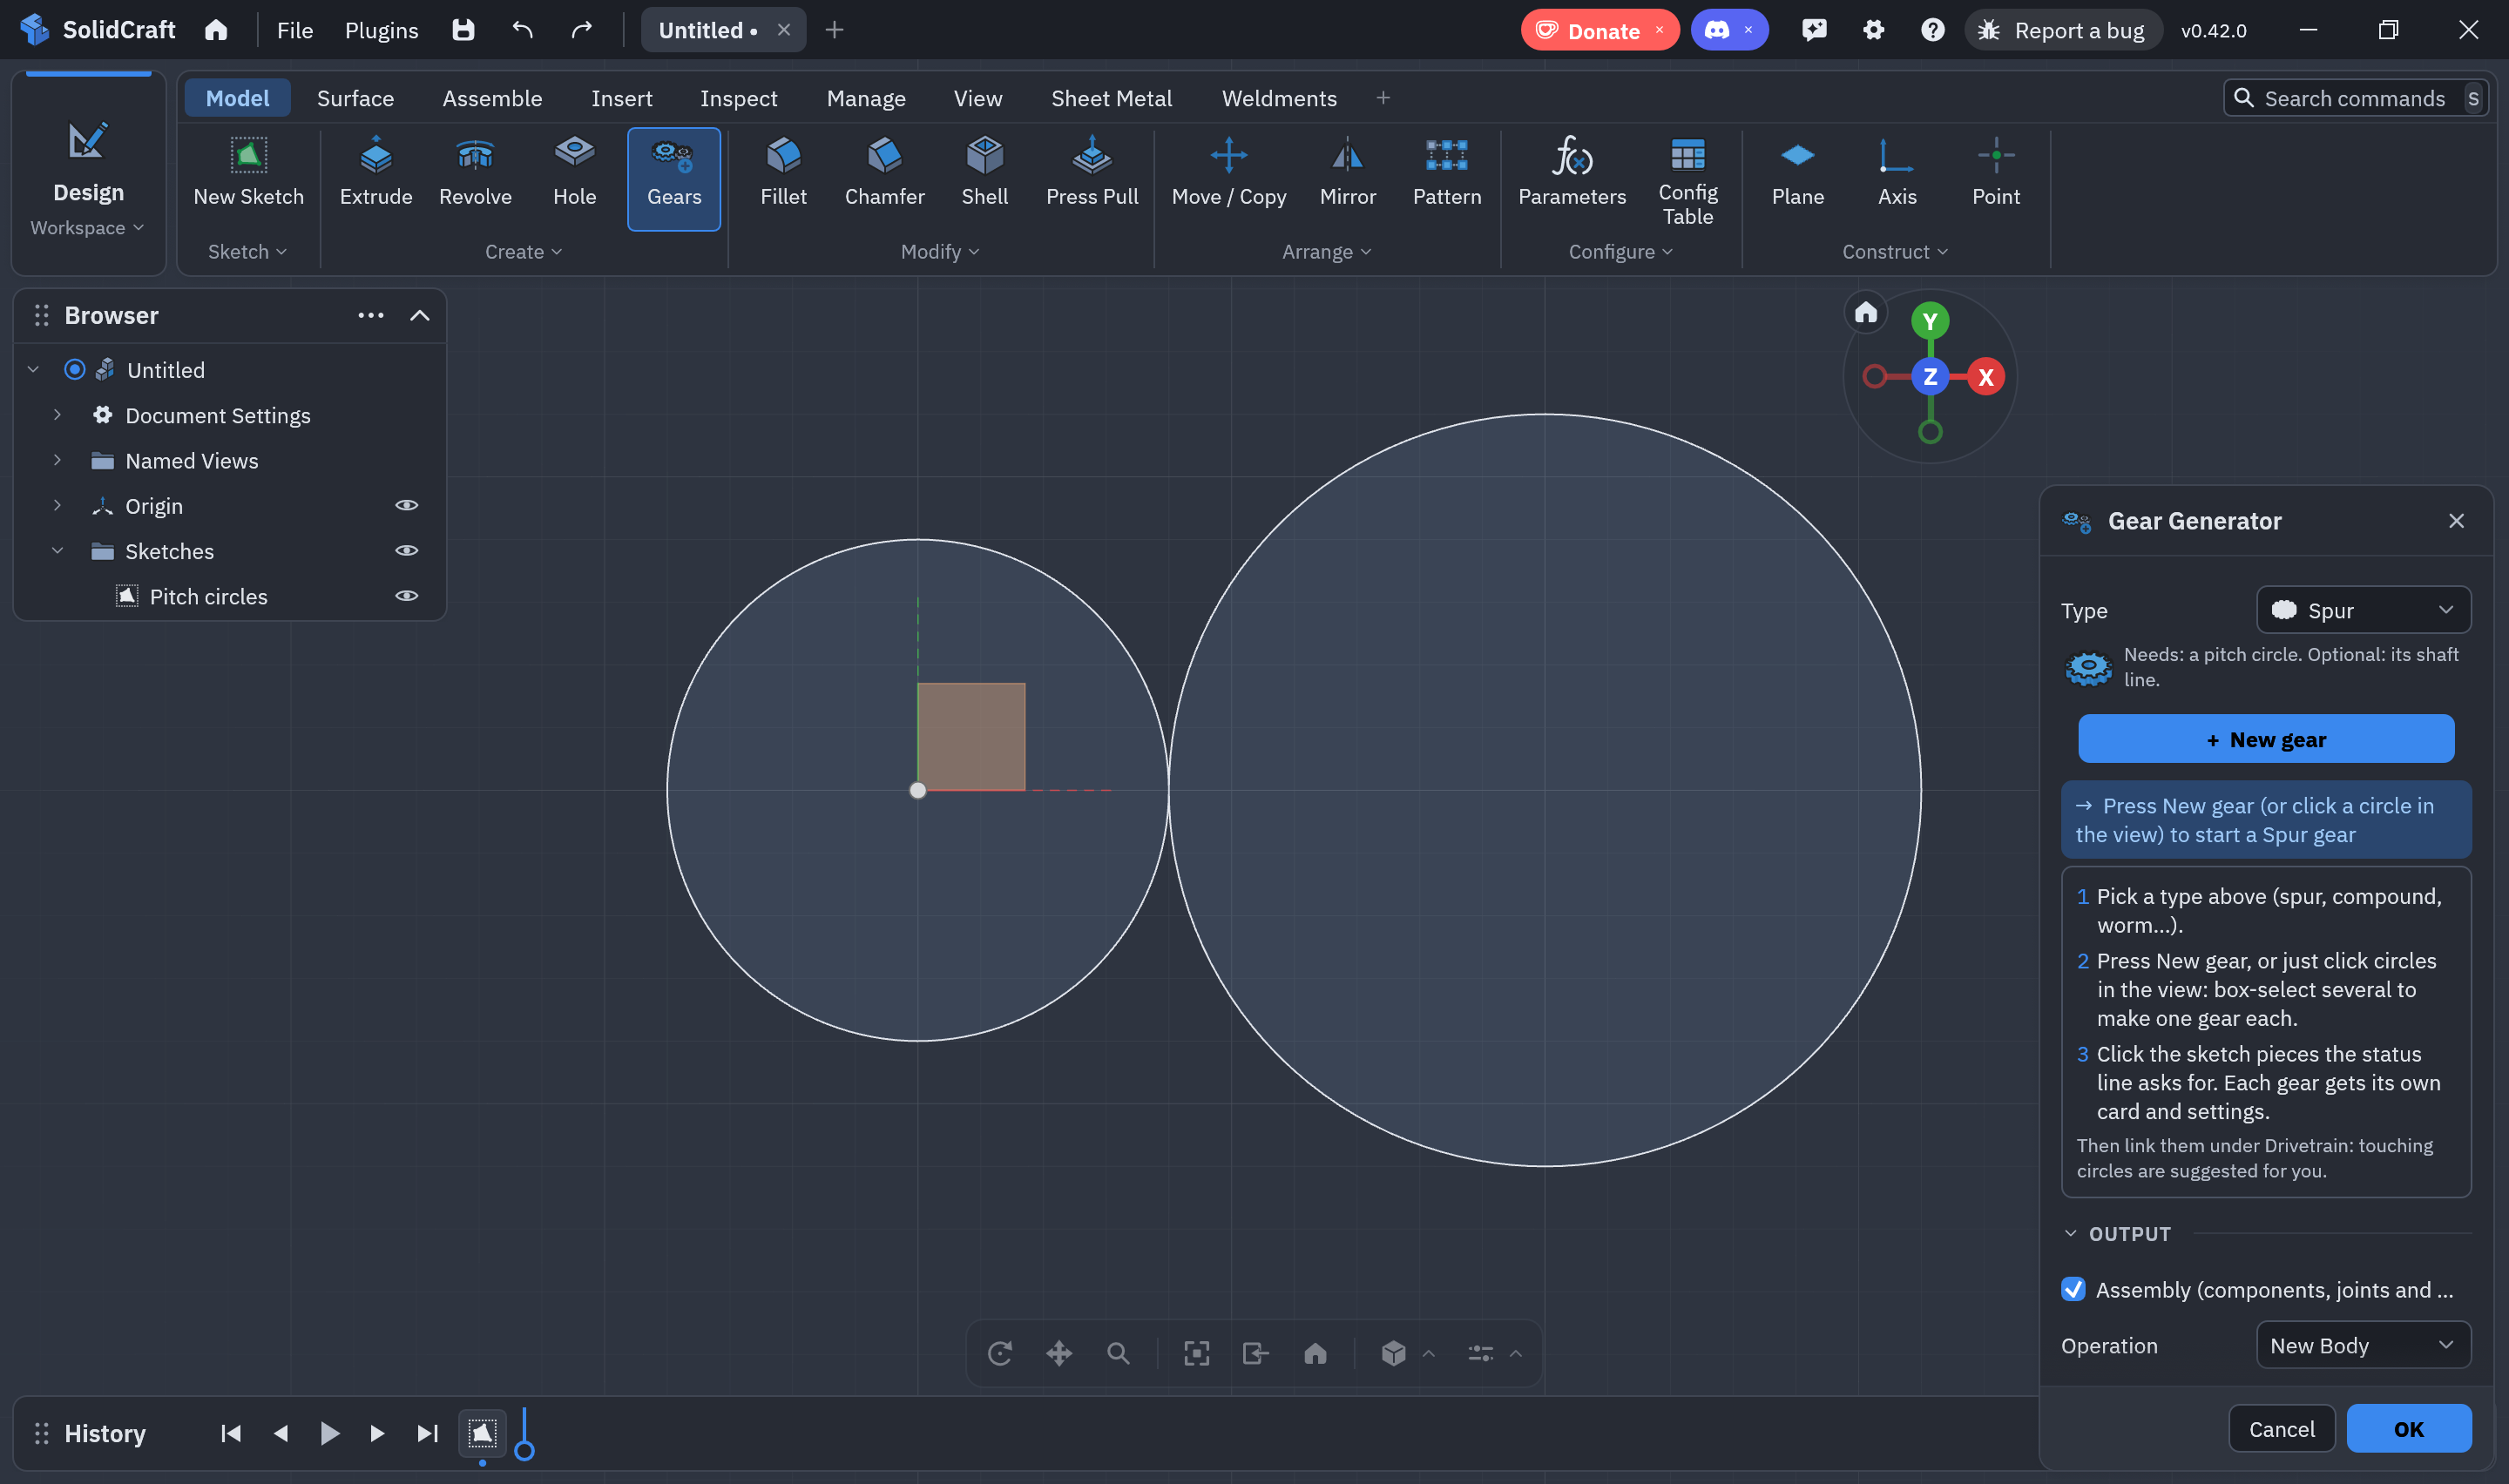 SolidCraft
File
Plugins
Untitled •
Donate
Report a bug
v0.42.0
Design
Workspace
Model
Surface
Assemble
Insert
Inspect
Manage
View
Sheet Metal
Weldments
Search commands
S
New Sketch
Extrude
Revolve
Hole
Gears
Fillet
Chamfer
Shell
Press Pull
Move / Copy
Mirror
Pattern
Parameters
Config
Table
Plane
Axis
Point
Sketch
Create
Modify
Arrange
Configure
Construct
Browser
Untitled
Document Settings
Named Views
Origin
Sketches
Pitch circles
Y
Z
X
Gear Generator
Type
Spur
Needs: a pitch circle. Optional: its shaft
line.
+ New gear
→ Press New gear (or click a circle in
the view) to start a Spur gear
1 Pick a type above (spur, compound,
worm...).
2 Press New gear, or just click circles
in the view: box-select several to
make one gear each.
3 Click the sketch pieces the status
line asks for. Each gear gets its own
card and settings.
Then link them under Drivetrain: touching
circles are suggested for you.
OUTPUT
Assembly (components, joints and ...
Operation
New Body
Cancel
OK
History